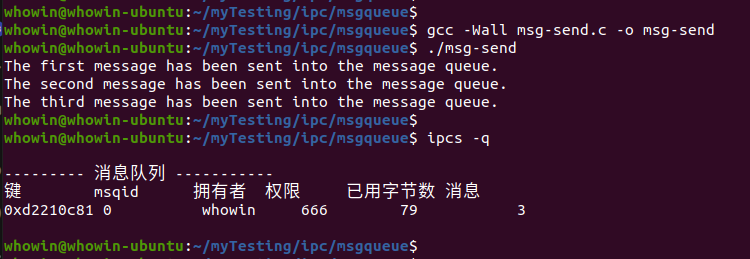 whowin@whowin-ubuntu:~/myTesting/ipc/msgqueue$
whowin@whowin-ubuntu:~/myTesting/ipc/msgqueue$ gcc -Wall msg-send.c -o msg-send
whowin@whowin-ubuntu:~/myTesting/ipc/msgqueue$ ./msg-send
The first message has been sent into the message queue.
The second message has been sent into the message queue.
The third message has been sent into the message queue.
whowin@whowin-ubuntu:~/myTesting/ipc/msgqueue$
whowin@whowin-ubuntu:~/myTesting/ipc/msgqueue$ ipcs -q
--------- 消息队列 -----------
键 msqid 拥有者 权限 已用字节数 消息
0xd2210c81 0 whowin 666 79 3
whowin@whowin-ubuntu:~/myTesting/ipc/msgqueue$